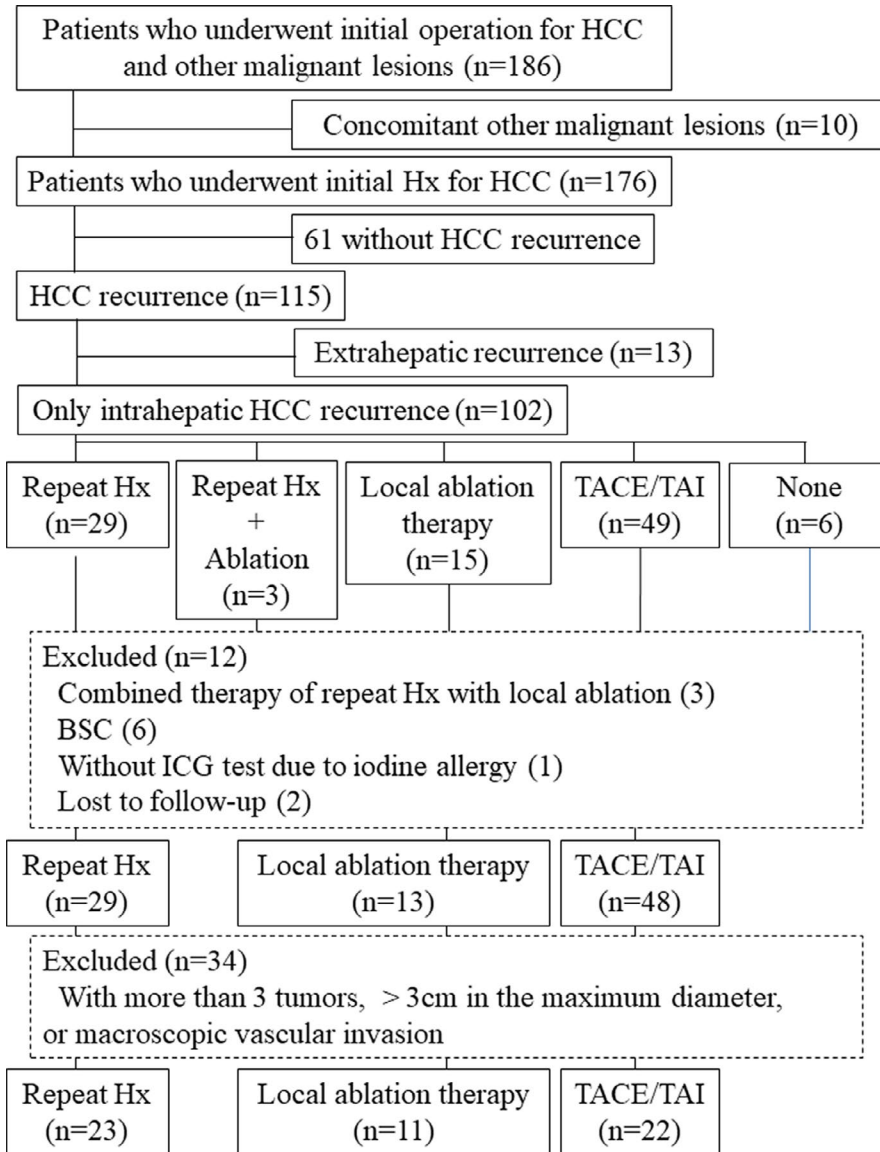 Patients who underwent initial operation for HCC
and other malignant lesions (n=186)
Concomitant other malignant lesions (n=10)
Patients who underwent initial Hx for HCC (n=176)
61 without HCC recurrence
HCC recurrence (n=115)
Extrahepatic recurrence (n=13)
Only intrahepatic HCC recurrence (n=102)
Repeat Hx
(n=29)
Repeat Hx
+
Ablation
(n=3)
Local ablation
therapy
(n=15)
TACE/TAI
(n=49)
None
(n=6)
Excluded (n=12)
Combined therapy of repeat Hx with local ablation (3)
BSC (6)
Without ICG test due to iodine allergy (1)
Lost to follow-up (2)
Repeat Hx
(n=29)
Local ablation therapy
(n=13)
TACE/TAI
(n=48)
Excluded (n=34)
With more than 3 tumors, > 3cm in the maximum diameter,
or macroscopic vascular invasion
Repeat Hx
(n=23)
Local ablation therapy
(n=11)
TACE/TAI
(n=22)